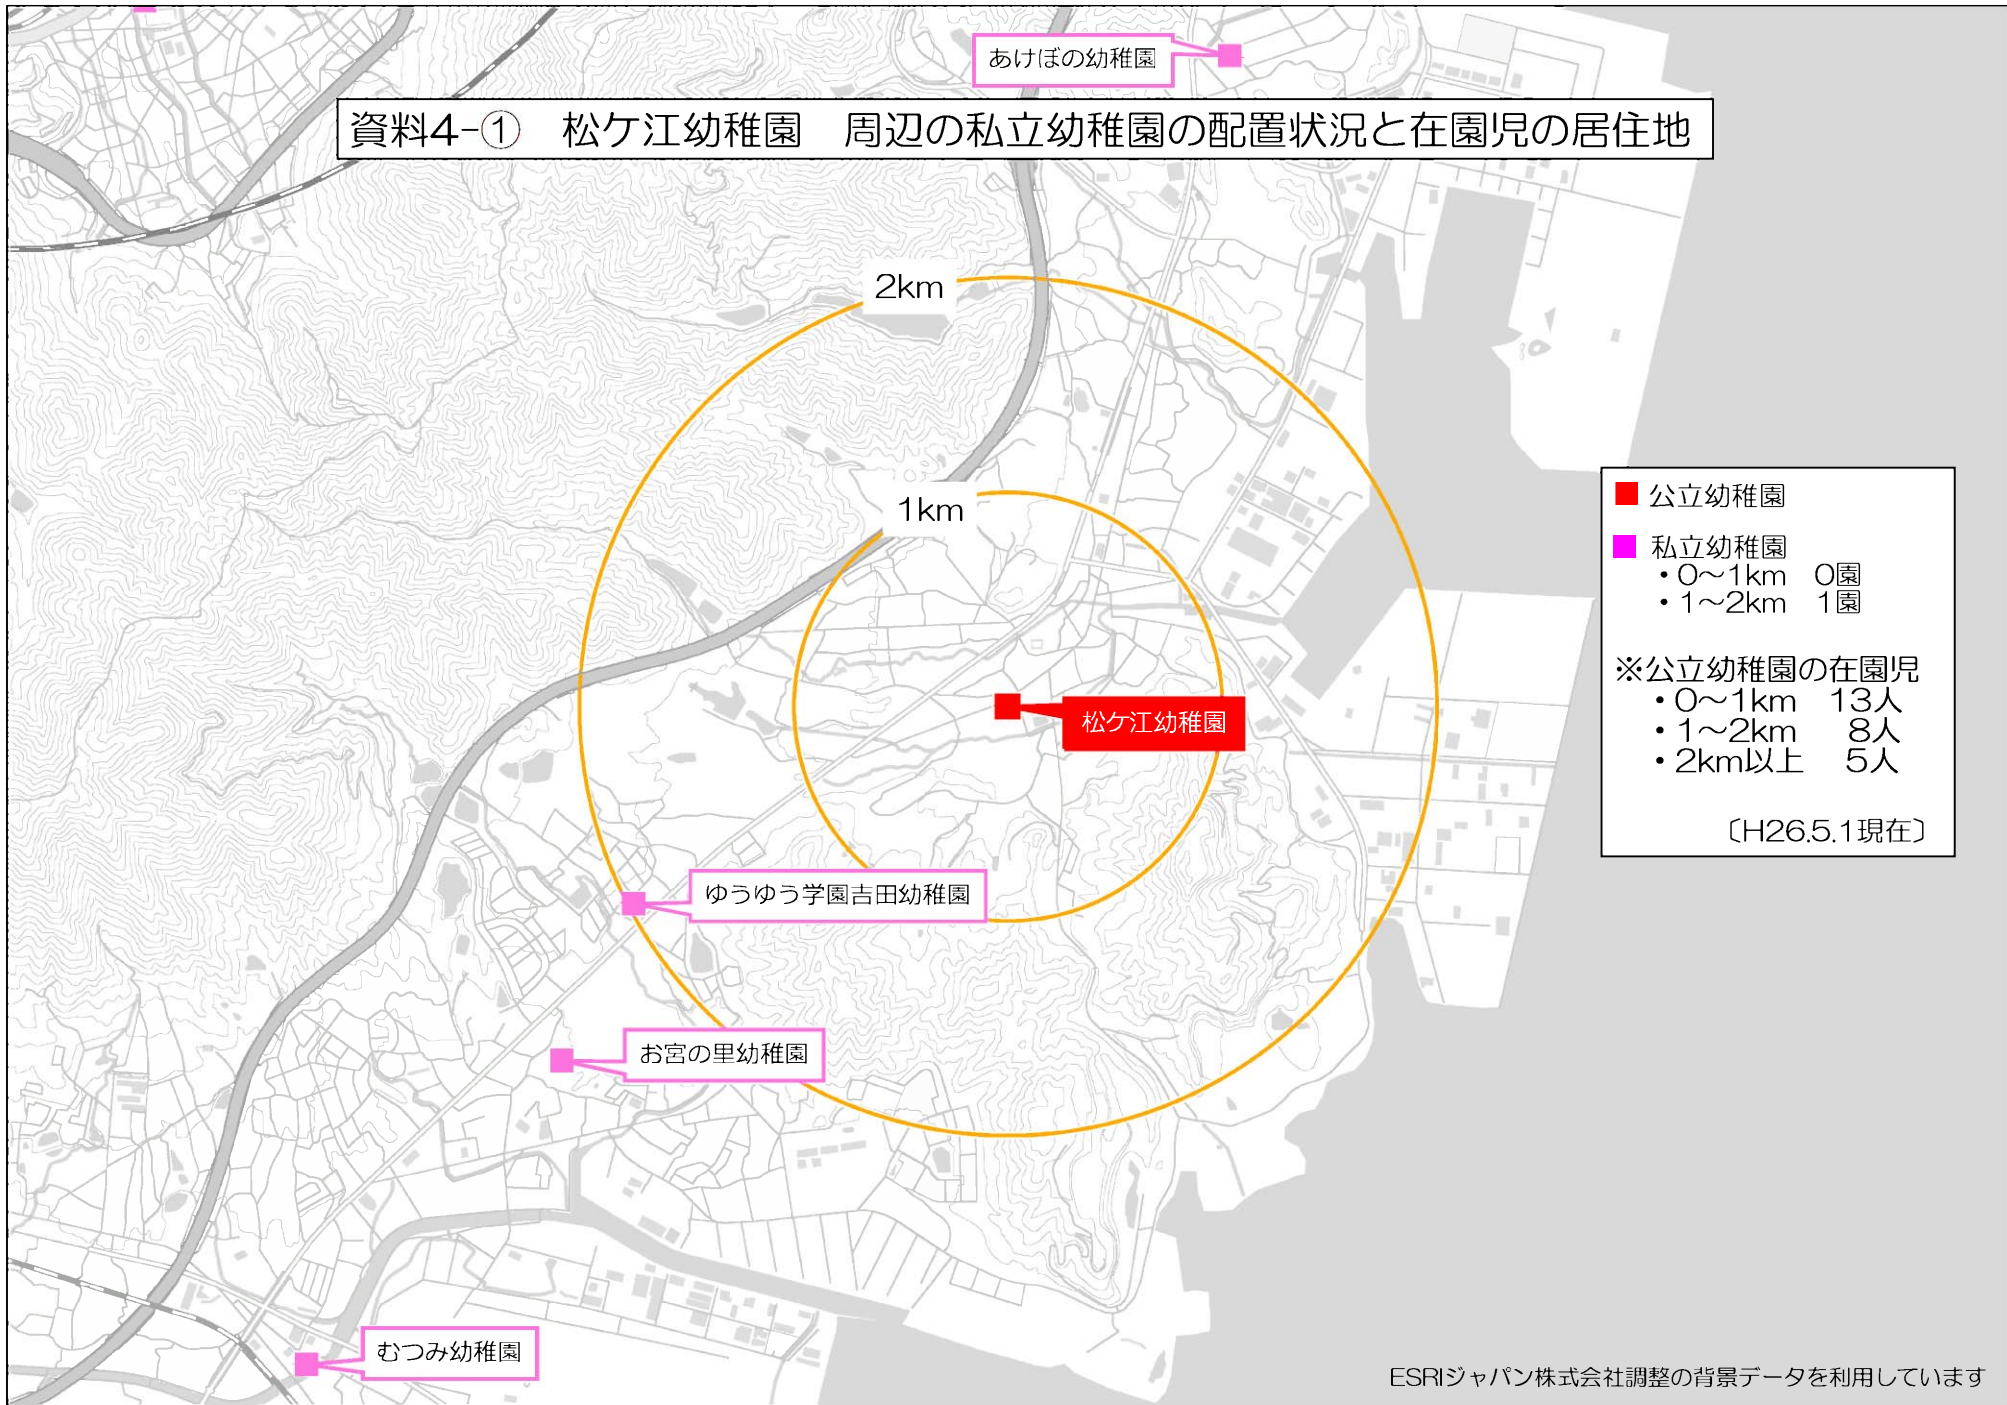 あけぼの幼稚園
資料4-① 松ケ江幼稚園 周辺の私立幼稚園の配置状況と在園児の居住地
2km
1km
公立幼稚園
私立幼稚園
・0～1km 0園
・1～2km 1園
※公立幼稚園の在園児
・0～1km 13人
・1～2km 8人
・2km以上 5人
〔H26.5.1現在〕
松ケ江幼稚園
ゆうゆう学園吉田幼稚園
お宮の里幼稚園
むつみ幼稚園
ESRIジャパン株式会社調整の背景データを利用しています